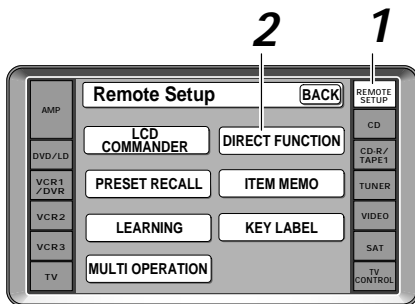 2
1
Remote Setup
BACK
AMP
DVD/LD
VCR1
/DVR
VCR2
VCR3
TV
LCD
COMMANDER
DIRECT FUNCTION
PRESET RECALL
ITEM MEMO
LEARNING
KEY LABEL
MULTI OPERATION
REMOTE
SETUP
CD
CD-R/
TAPE1
TUNER
VIDEO
SAT
TV
CONTROL